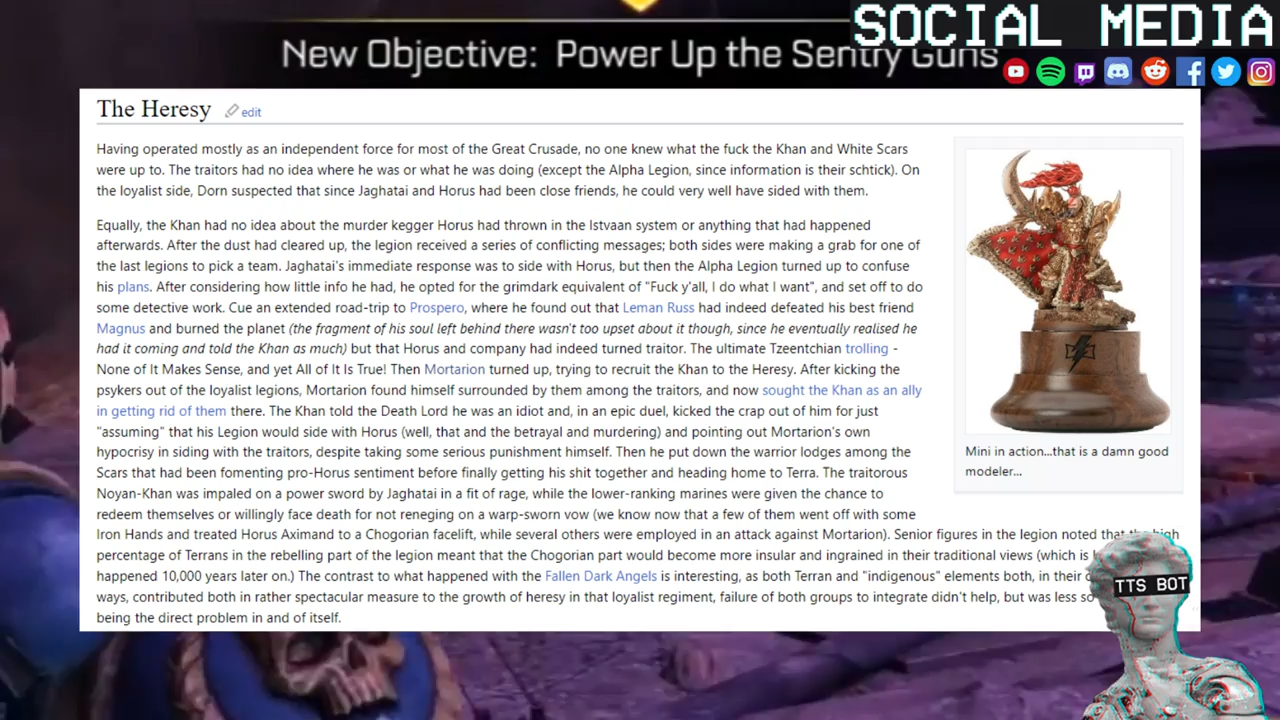 SOCIAL MEDIA
New Objective: Power Up the Sentry Guns
The Heresy edit
Having operated mostly as an independent force for most of the Great Crusade, no one knew what the fuck the Khan and White Scars
were up to. The traitors had no idea where he was or what he was doing (except the Alpha Legion, since information is their schtick). On
the loyalist side, Dorn suspected that since Jaghatai and Horus had been close friends, he could very well have sided with them.
Equally, the Khan had no idea about the murder kegger Horus had thrown in the Istvaan system or anything that had happened
afterwards. After the dust had cleared up, the legion received a series of conflicting messages; both sides were making a grab for one of
the last legions to pick a team. Jaghatai's immediate response was to side with Horus, but then the Alpha Legion turned up to confuse
his plans. After considering how little info he had, he opted for the grimdark equivalent of "Fuck y'all, I do what I want", and set off to do
some detective work. Cue an extended road-trip to Prospero, where he found out that Leman Russ had indeed defeated his best friend
Magnus and burned the planet (the fragment of his soul left behind there wasn't too upset about it though, since he eventually realised he
had it coming and told the Khan as much) but that Horus and company had indeed turned traitor. The ultimate Tzeentchian trolling -
None of It Makes Sense, and yet All of It Is True! Then Mortarion turned up, trying to recruit the Khan to the Heresy. After kicking the
psykers out of the loyalist legions, Mortarion found himself surrounded by them among the traitors, and now sought the Khan as an ally
in getting rid of them there. The Khan told the Death Lord he was an idiot and, in an epic duel, kicked the crap out of him for just
"assuming" that his Legion would side with Horus (well, that and the betrayal and murdering) and pointing out Mortarion's own
hypocrisy in siding with the traitors, despite taking some serious punishment himself. Then he put down the warrior lodges among the
Scars that had been fomenting pro-Horus sentiment before finally getting his shit together and heading home to Terra. The traitorous
Noyan-Khan was impaled on a power sword by Jaghatai in a fit of rage, while the lower-ranking marines were given the chance to
redeem themselves or willingly face death for not reneging on a warp-sworn vow (we know now that a few of them went off with some
Iron Hands and treated Horus Aximand to a Chogorian facelift, while several others were employed in an attack against Mortarion). Senior figures in the legion noted that the high
percentage of Terrans in the rebelling part of the legion meant that the Chogorian part would become more insular and ingrained in their traditional views (which is
happened 10,000 years later on.) The contrast to what happened with the Fallen Dark Angels is interesting, as both Terran and "indigenous" elements both, in their
ways, contributed both in rather spectacular measure to the growth of heresy in that loyalist regiment, failure of both groups to integrate didn't help, but was less so
being the direct problem in and of itself.
Mini in action...that is a damn good
modeler...
TTS BOT